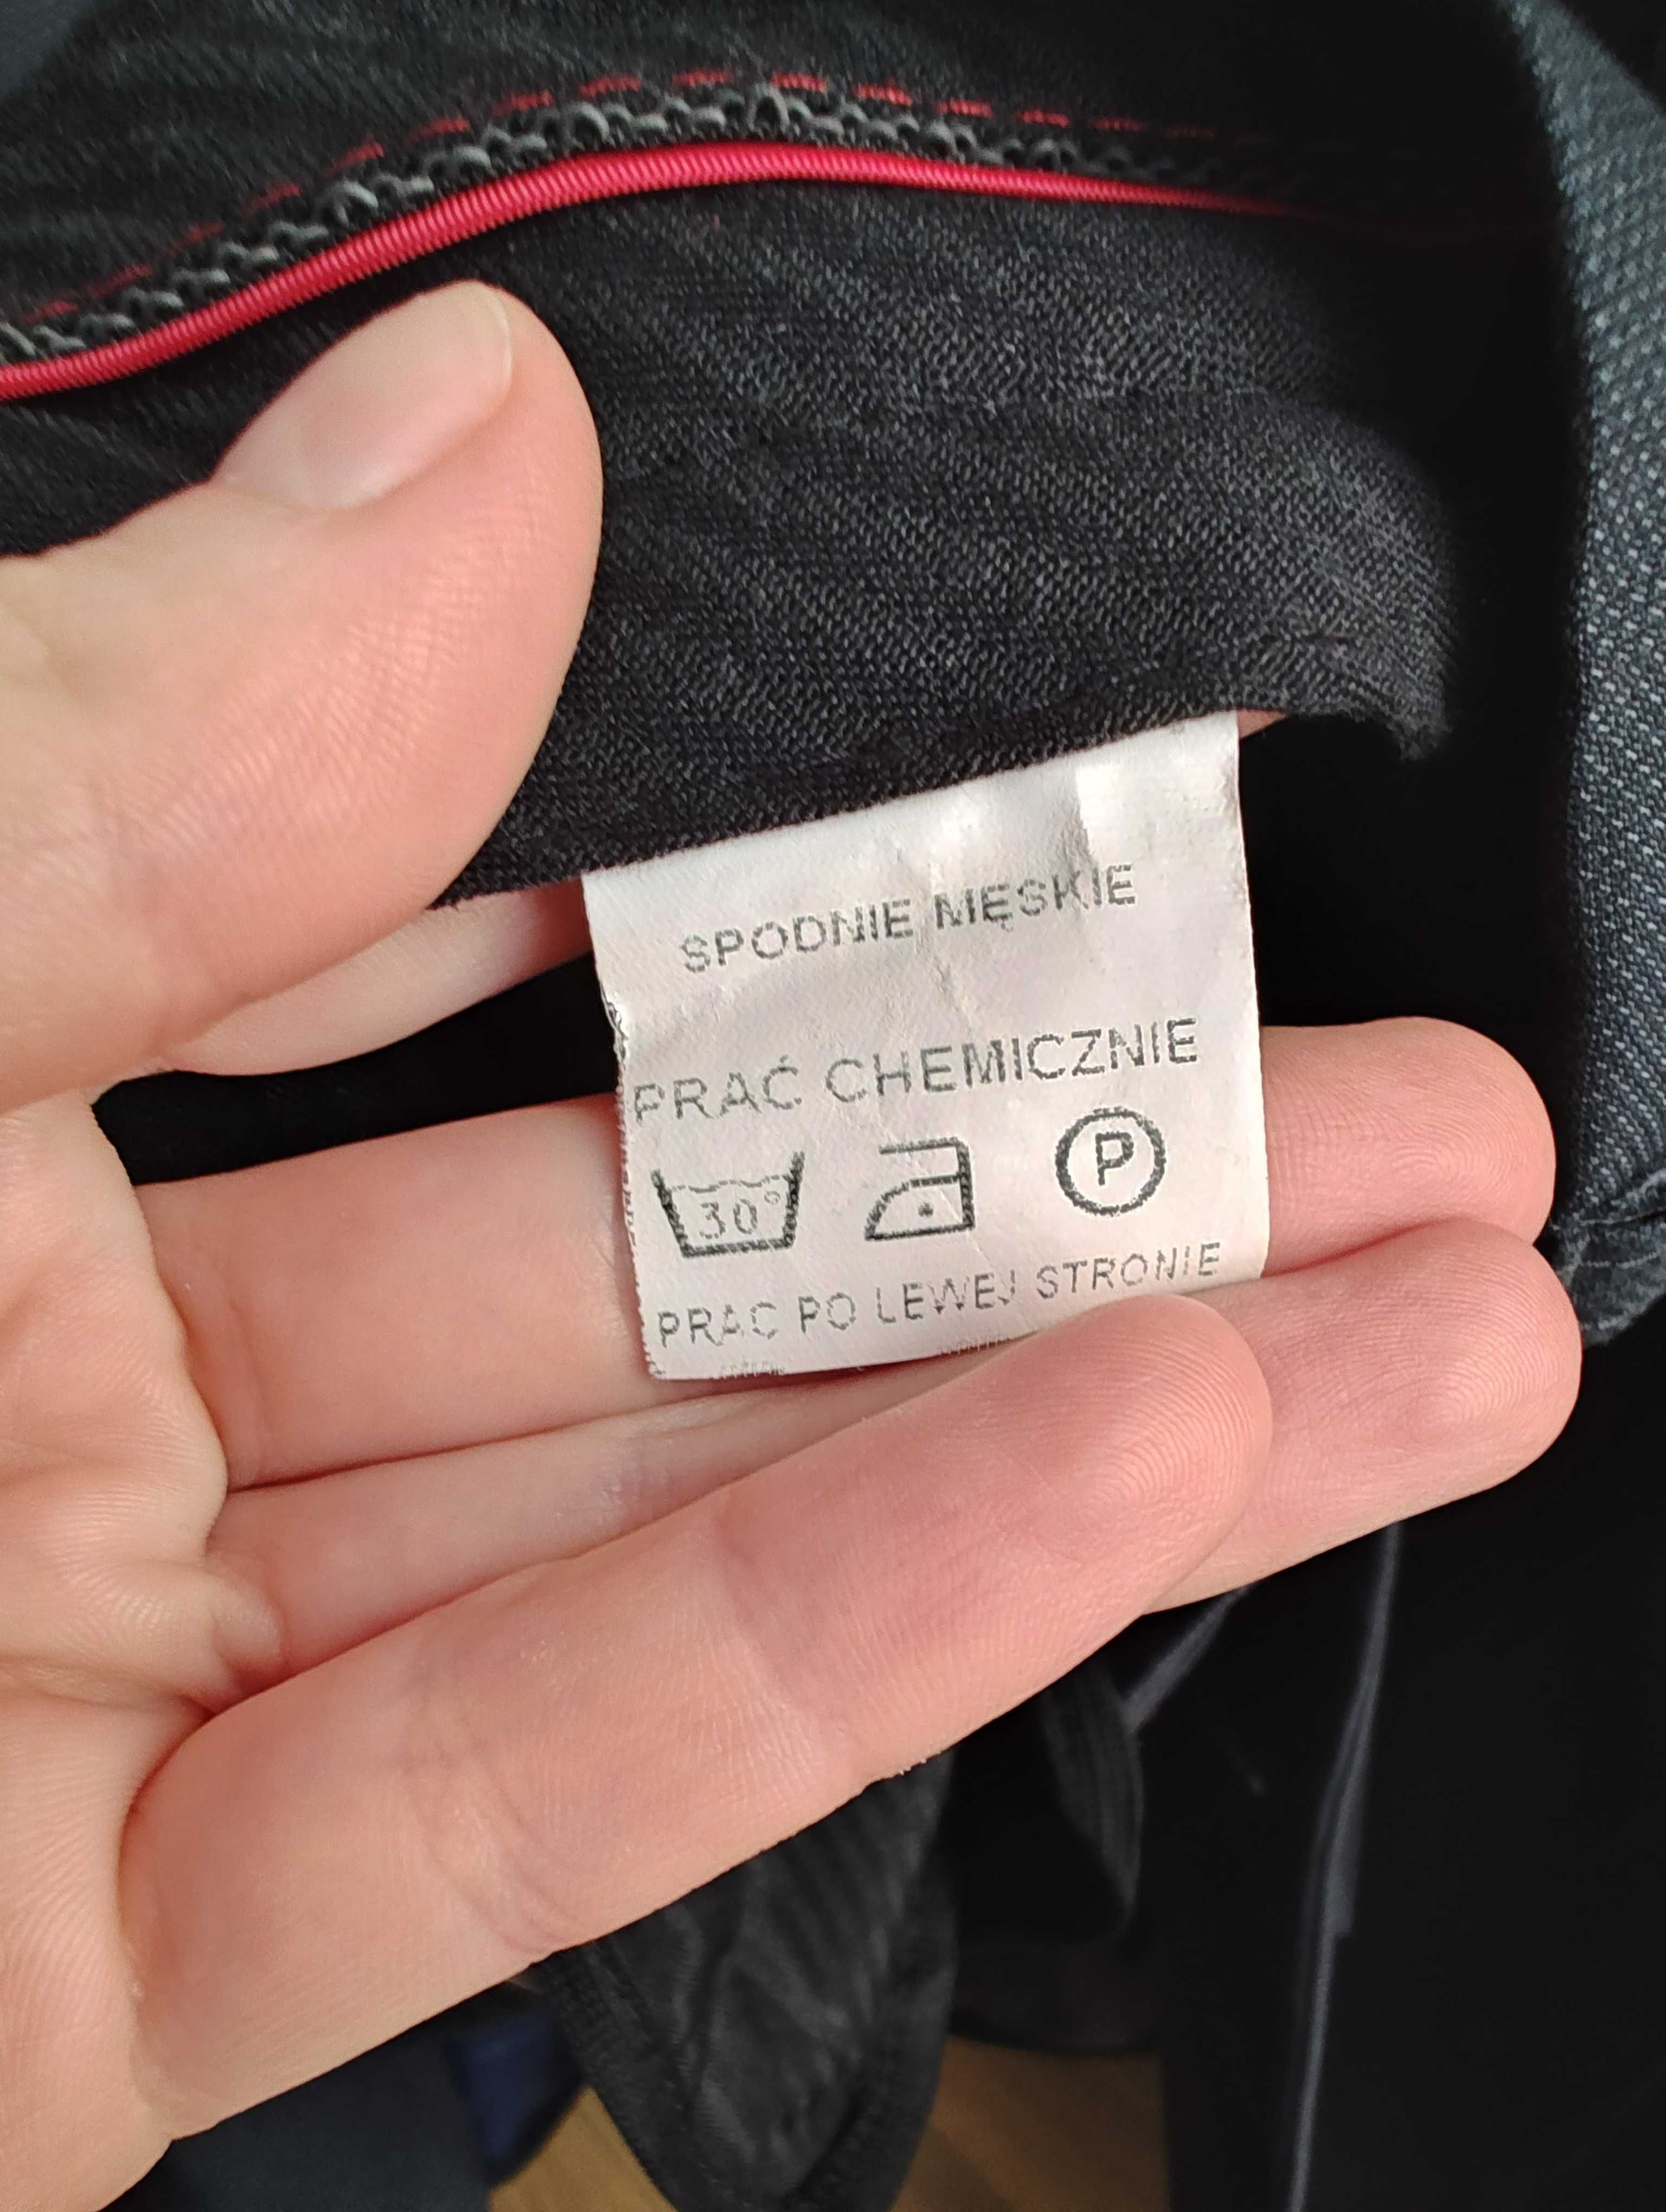 SPODNIE MĘSKIE
PRAĆ CHEMICZNIE
30° P
PRAC PO LEWEJ STRONIE